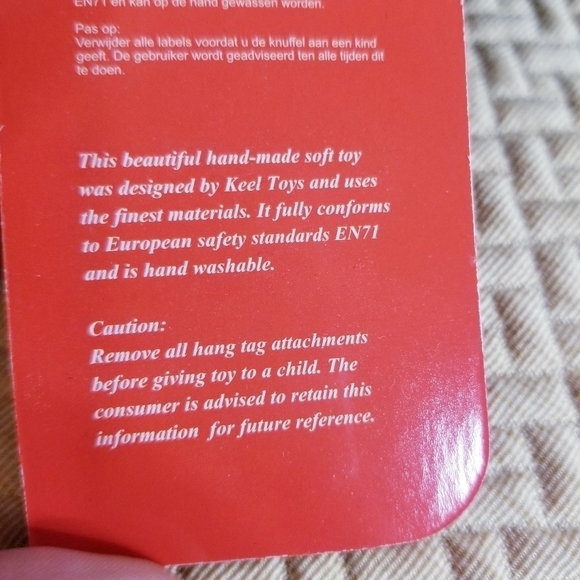 EN71 en kan op de hand gewassen worden.
Pas op:
Verwijder alle labels voordat u de knuffel aan een kind
geeft. De gebruiker wordt geadviseerd ten alle tijden dit
te doen.
This beautiful hand-made soft toy
was designed by Keel Toys and uses
the finest materials. It fully conforms
to European safety standards EN71
and is hand washable.
Caution:
Remove all hang tag attachments
before giving toy to a child. The
consumer is advised to retain this
information for future reference.